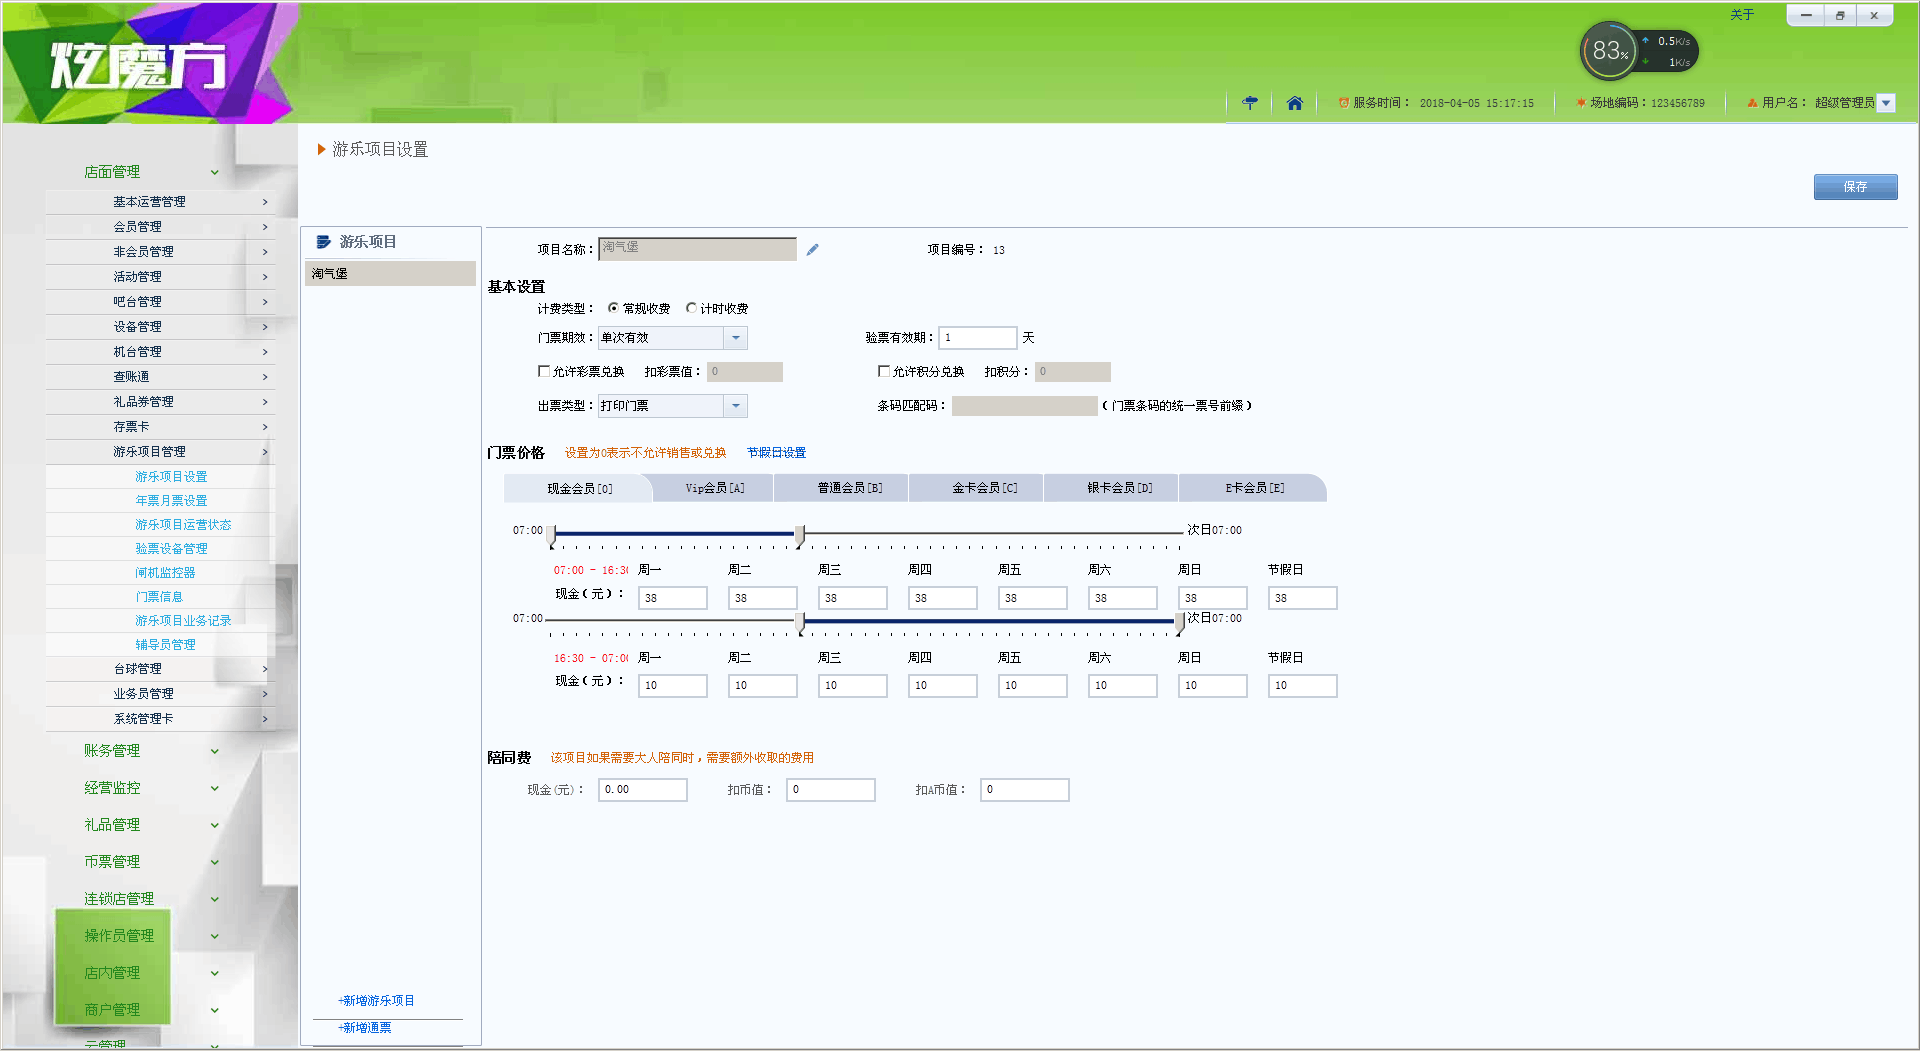 炫魔方
关于
83%
0.5K/s
1K/s
服务时间： 2018-04-05 15:17:15
场地编码：123456789
用户名： 超级管理员
店面管理
基本运营管理
会员管理
非会员管理
活动管理
吧台管理
设备管理
机台管理
查账通
礼品券管理
存票卡
游乐项目管理
游乐项目设置
年票月票设置
游乐项目运营状态
验票设备管理
闸机监控器
门票信息
游乐项目业务记录
辅导员管理
台球管理
业务员管理
系统管理卡
账务管理
经营监控
礼品管理
币票管理
连锁店管理
操作员管理
店内管理
商户管理
云管理
游乐项目设置
保存
游乐项目
淘气堡
+新增游乐项目
+新增通票
项目名称： 淘气堡
项目编号： 13
基本设置
计费类型： 常规收费 计时收费
门票期效： 单次有效
验票有效期： 1 天
允许彩票兑换 扣彩票值： 0
允许积分兑换 扣积分： 0
出票类型： 打印门票
条码匹配码： （门票条码的统一票号前缀）
门票价格 设置为0表示不允许销售或兑换 节假日设置
现金会员[0] Vip会员[A] 普通会员[B] 金卡会员[C] 银卡会员[D] E卡会员[E]
07:00 次日07:00
07:00 - 16:30 周一 周二 周三 周四 周五 周六 周日 节假日
现金（元）： 38 38 38 38 38 38 38 38
07:00 次日07:00
16:30 - 07:00 周一 周二 周三 周四 周五 周六 周日 节假日
现金（元）： 10 10 10 10 10 10 10 10
陪同费 该项目如果需要大人陪同时，需要额外收取的费用
现金(元)： 0.00 扣币值： 0 扣A币值： 0